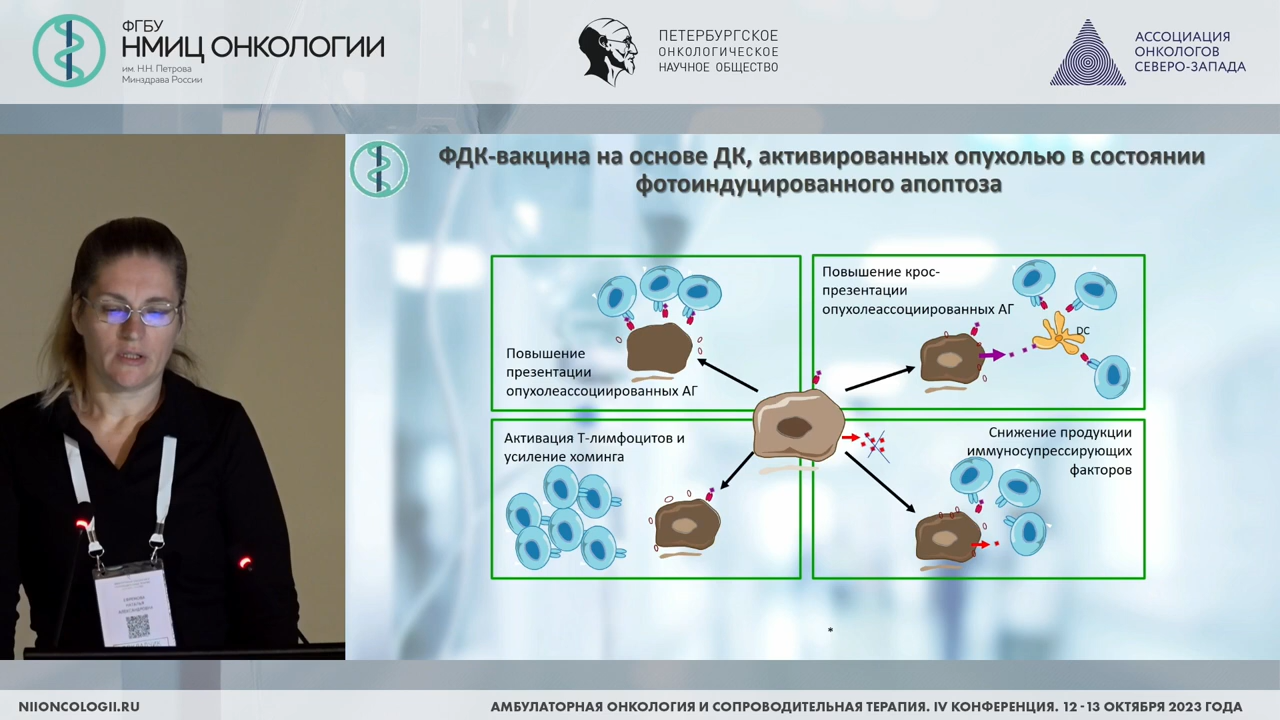 ФГБУ
НМИЦ ОНКОЛОГИИ
им. Н.Н. Петрова
Минздрава России
ПЕТЕРБУРГСКОЕ
ОНКОЛОГИЧЕСКОЕ
НАУЧНОЕ ОБЩЕСТВО
АССОЦИАЦИЯ
ОНКОЛОГОВ
СЕВЕРО-ЗАПАДА
ФДК-вакцина на основе ДК, активированных опухолью в состоянии
фотоиндуцированного апоптоза
Повышение
презентации
опухолеассоциированных АГ
Повышение крос-
презентации
опухолеассоциированных АГ
DC
Активация Т-лимфоцитов и
усиление хоминга
Снижение продукции
иммуносупрессирующих
факторов
*
NIIONCOLOGII.RU
АМБУЛАТОРНАЯ ОНКОЛОГИЯ И СОПРОВОДИТЕЛЬНАЯ ТЕРАПИЯ. IV КОНФЕРЕНЦИЯ. 12 - 13 ОКТЯБРЯ 2023 ГОДА